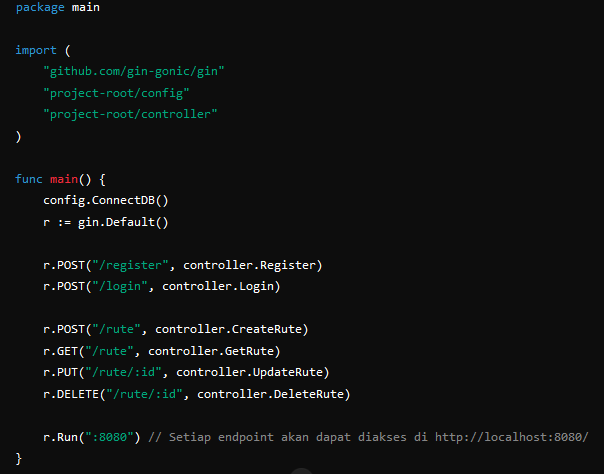 package main
import (
"github.com/gin-gonic/gin"
"project-root/config"
"project-root/controller"
)
func main() {
config.ConnectDB()
r := gin.Default()
r.POST("/register", controller.Register)
r.POST("/login", controller.Login)
r.POST("/rute", controller.CreateRute)
r.GET("/rute", controller.GetRute)
r.PUT("/rute/:id", controller.UpdateRute)
r.DELETE("/rute/:id", controller.DeleteRute)
r.Run(":8080") // Setiap endpoint akan dapat diakses di http://localhost:8080/
}